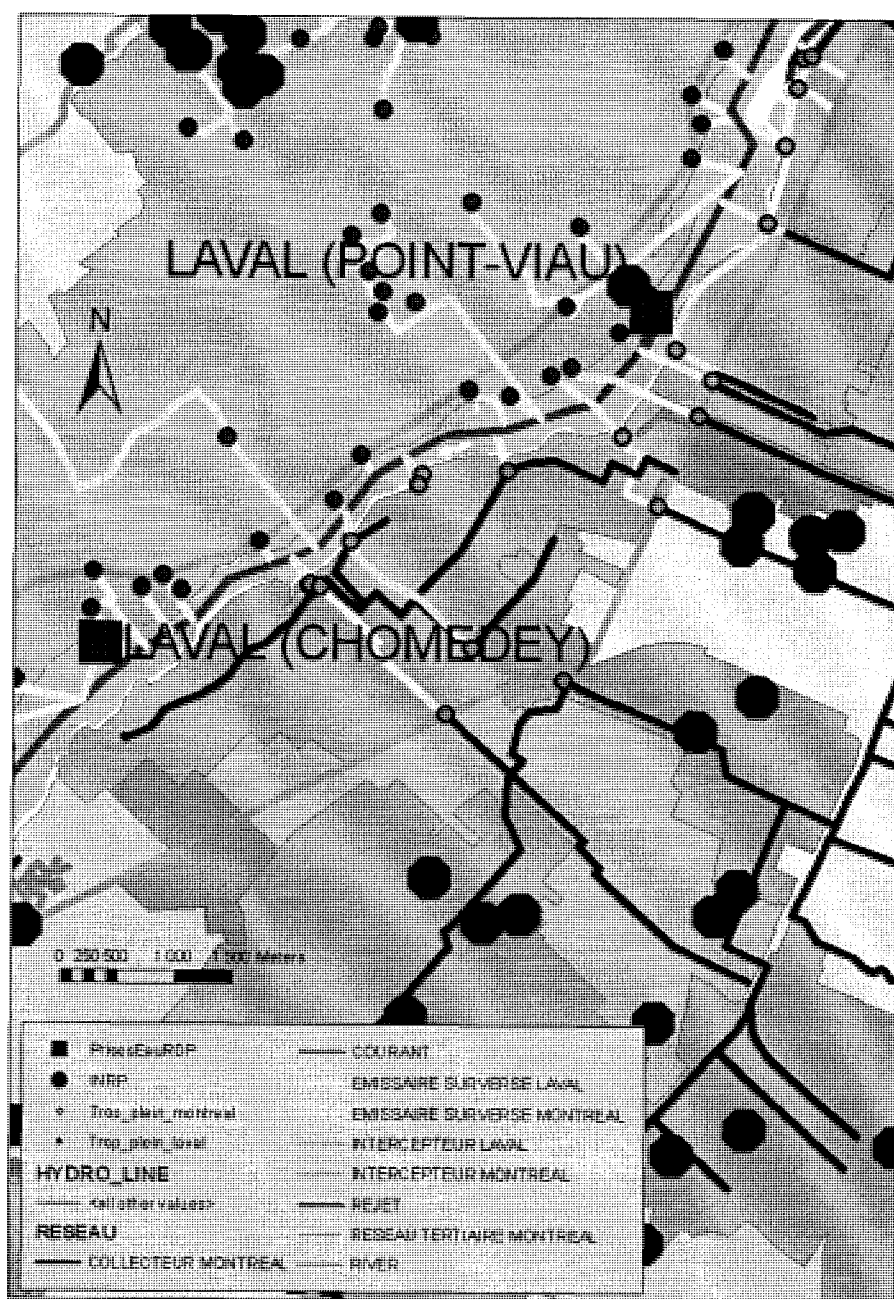 LAVAL (POINT-VIAU)
N
LAVAL (CHOMEDEY)
0 250 500 1 000 1 500 Meters
PrisesEauRDP
INRP
Trop_plein_montreal
Trop_plein_laval
HYDRO_LINE
<all other values>
RESEAU
COLLECTEUR MONTREAL
COURANT
EMISSAIRE SURVERSE LAVAL
EMISSAIRE SURVERSE MONTREAL
INTERCEPTEUR LAVAL
INTERCEPTEUR MONTREAL
REJET
RESEAU TERTIAIRE MONTREAL
RIVER